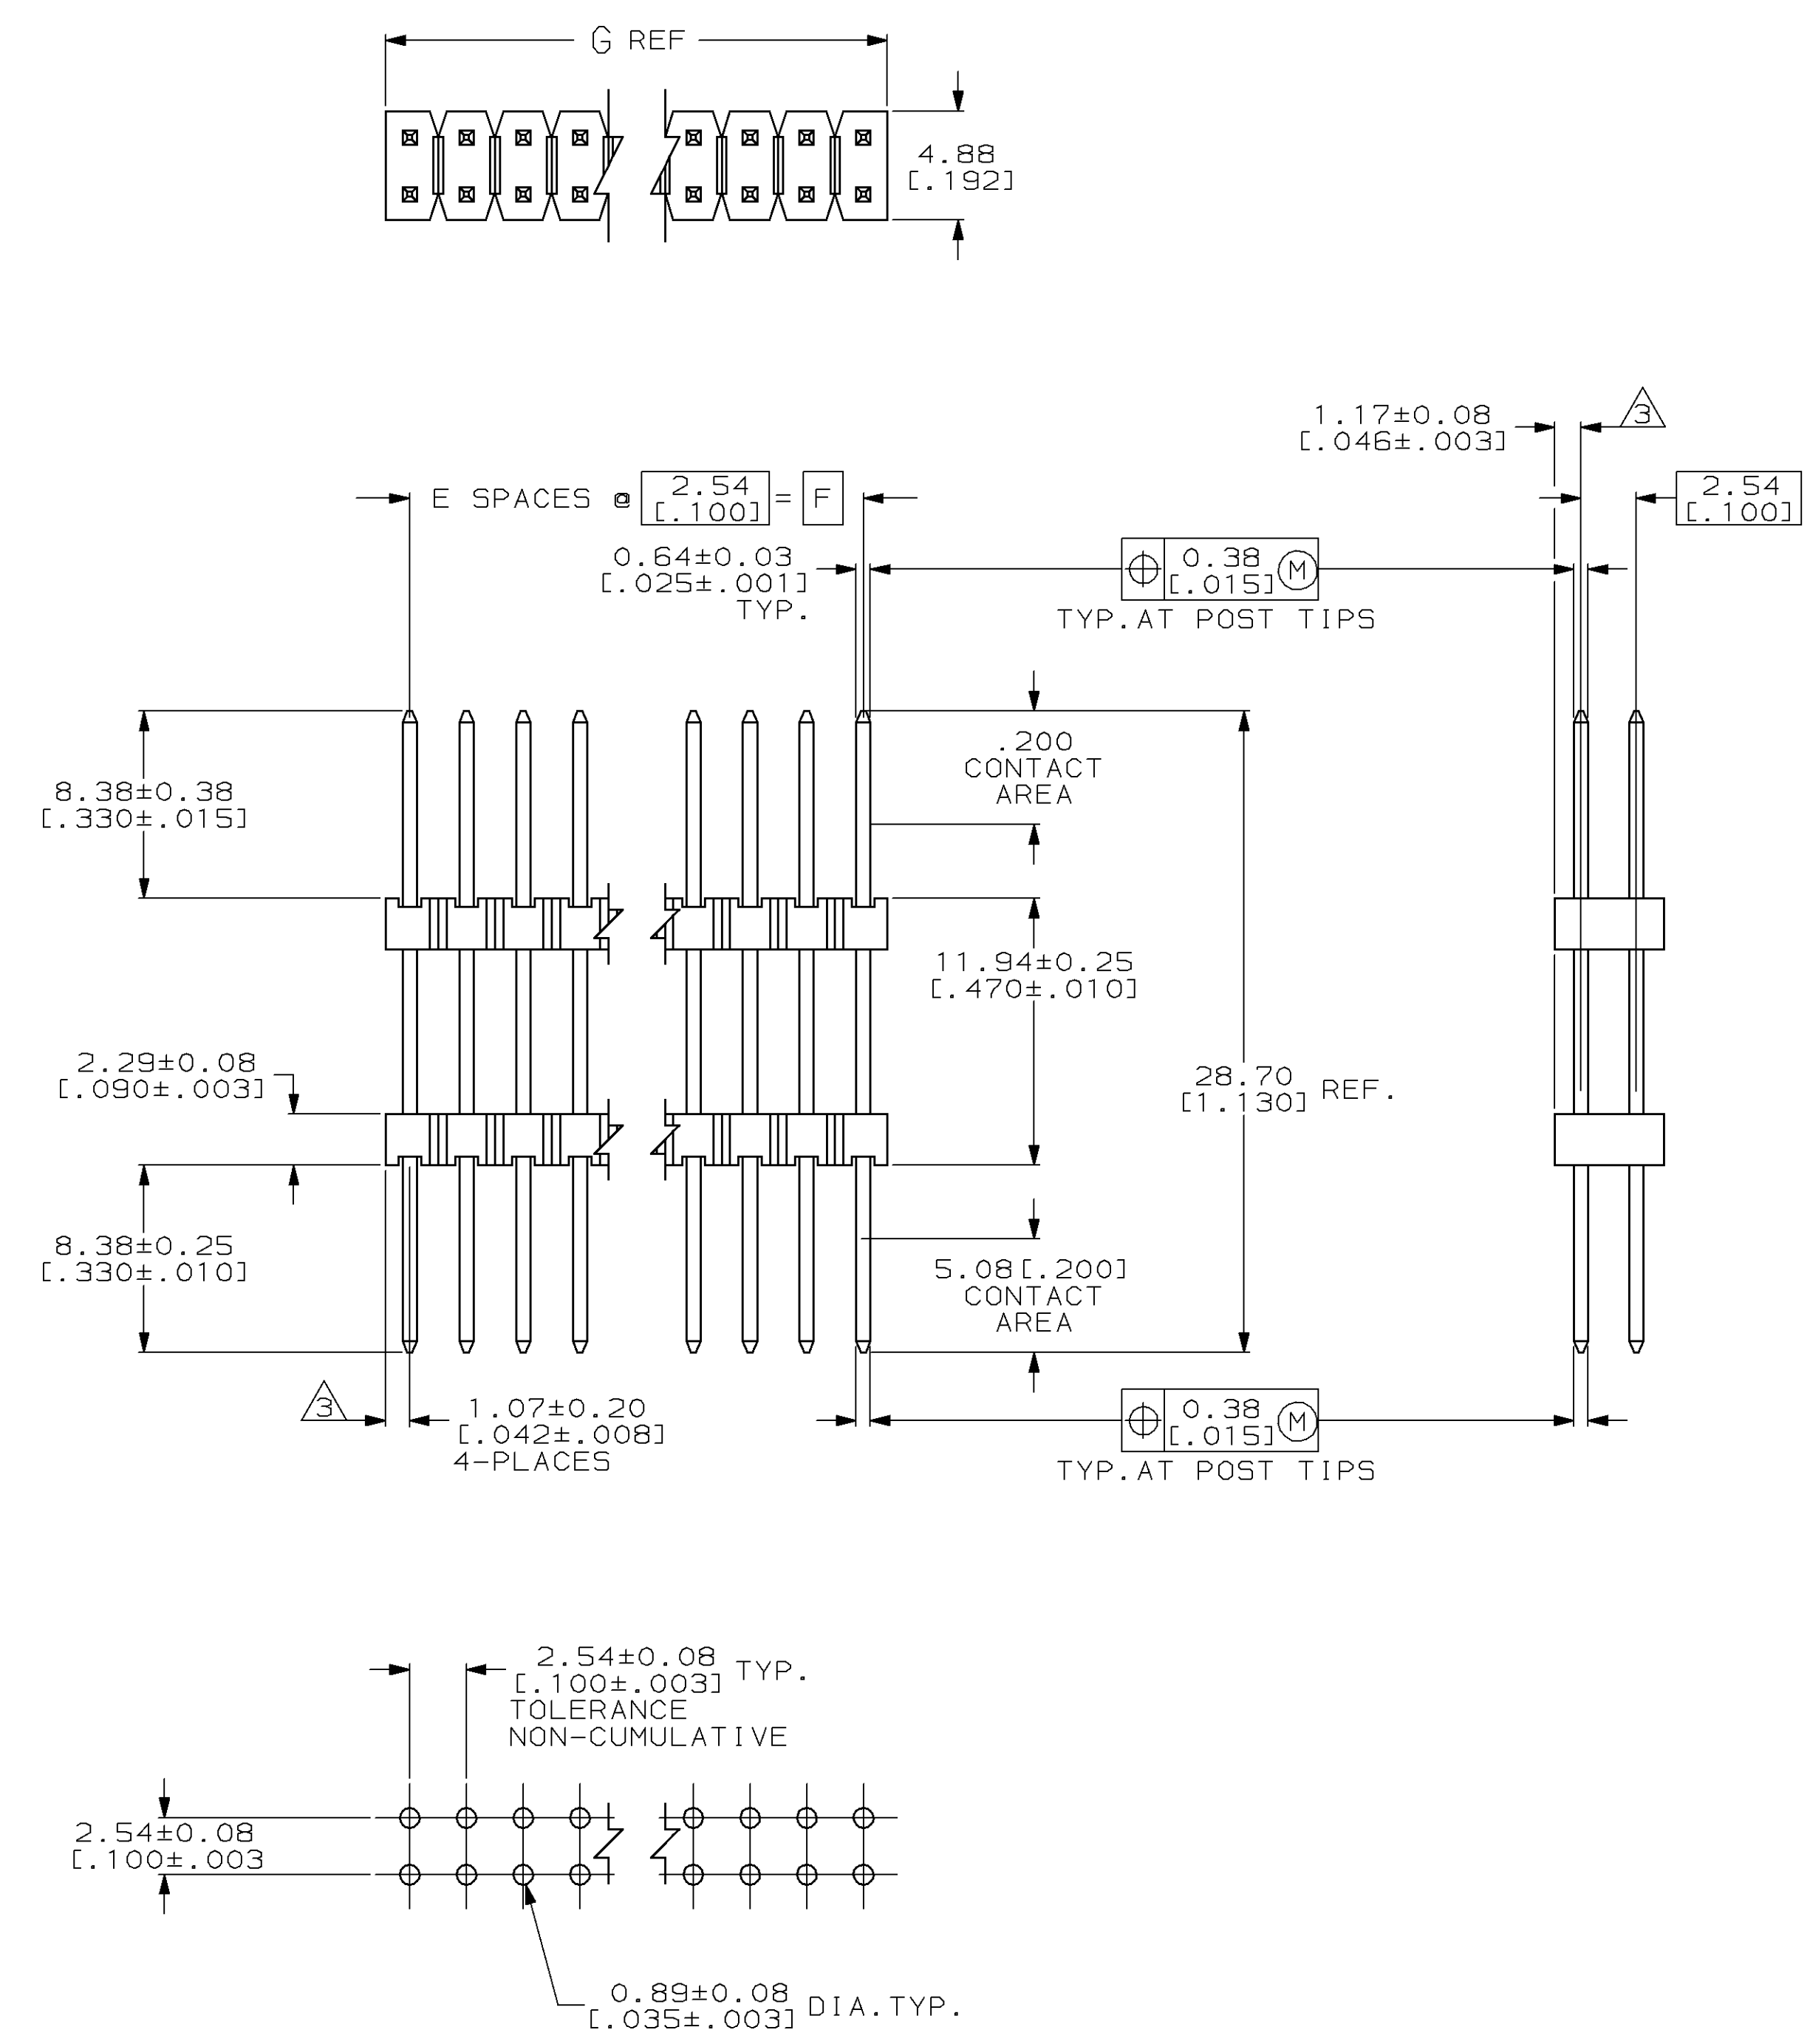 G REF
4.88
[.192]
1.17±0.08
[.046±.003]
3
E SPACES @ 2.54 [.100] = F
2.54
[.100]
0.64±0.03
[.025±.001]
TYP.
0.38
[.015] M
TYP.AT POST TIPS
.200
CONTACT
AREA
8.38±0.38
[.330±.015]
11.94±0.25
[.470±.010]
2.29±0.08
[.090±.003]
28.70
[1.130] REF.
8.38±0.25
[.330±.010]
5.08[.200]
CONTACT
AREA
3
1.07±0.20
[.042±.008]
4-PLACES
0.38
[.015] M
TYP.AT POST TIPS
2.54±0.08
[.100±.003] TYP.
TOLERANCE
NON-CUMULATIVE
2.54±0.08
[.100±.003
0.89±0.08
[.035±.003] DIA.TYP.